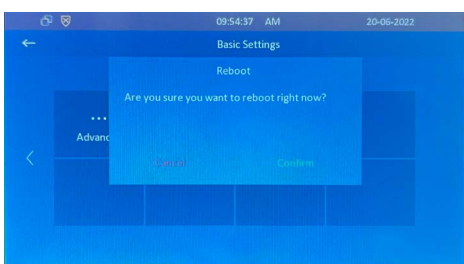 09:54:37 AM 20-06-2022
Basic Settings
Reboot
Are you sure you want to reboot right now?
... 
Advanc
Cancel Confirm